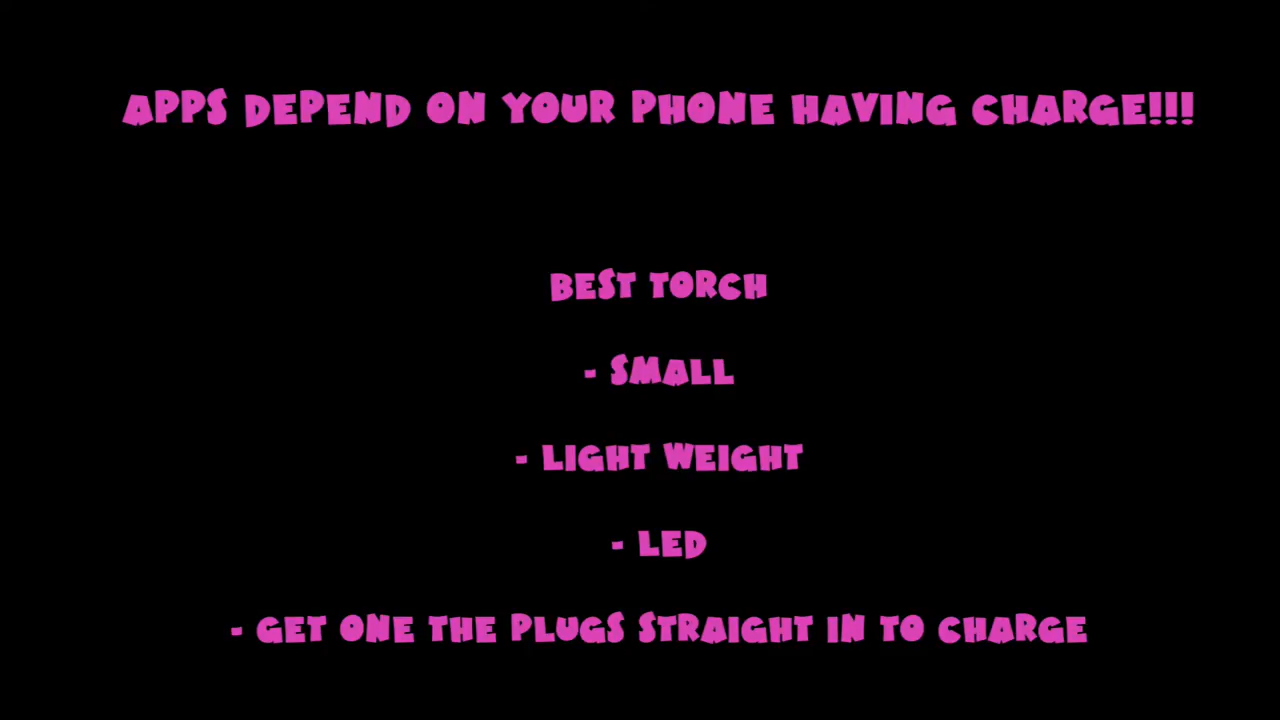 APPS DEPEND ON YOUR PHONE HAVING CHARGE!!!
BEST TORCH
- SMALL
- LIGHT WEIGHT
- LED
- GET ONE THE PLUGS STRAIGHT IN TO CHARGE